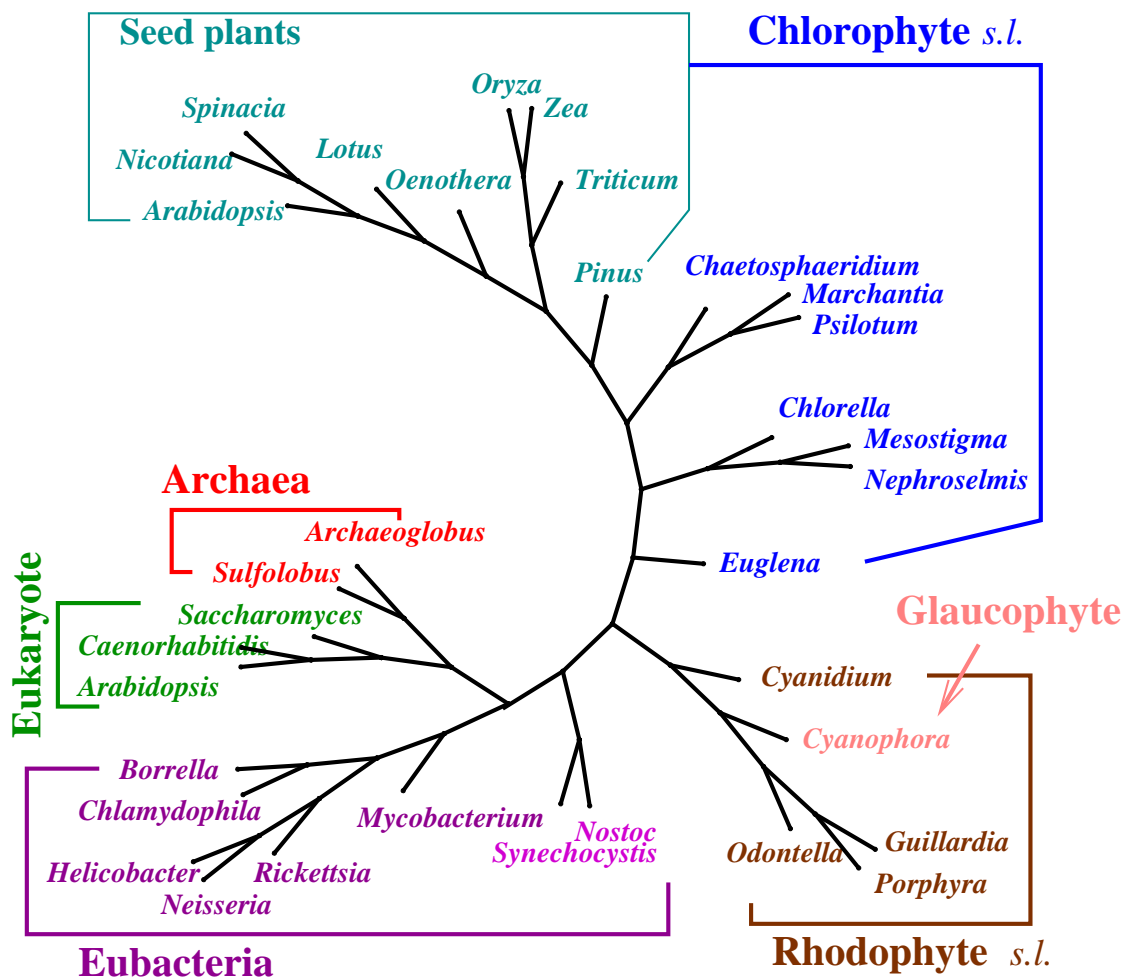 Seed plants
Chlorophyte s.l.
Oryza
Zea
Spinacia
Nicotiana
Lotus
Oenothera
Triticum
Arabidopsis
Pinus
Chaetosphaeridium
Marchantia
Psilotum
Chlorella
Mesostigma
Nephroselmis
Archaea
Archaeoglobus
Sulfolobus
Euglena
Eukaryote
Saccharomyces
Caenorhabitidis
Arabidopsis
Glaucophyte
Cyanidium
Cyanophora
Borrella
Chlamydophila
Mycobacterium
Nostoc
Synechocystis
Helicobacter
Rickettsia
Neisseria
Odontella
Guillardia
Porphyra
Eubacteria
Rhodophyte s.l.